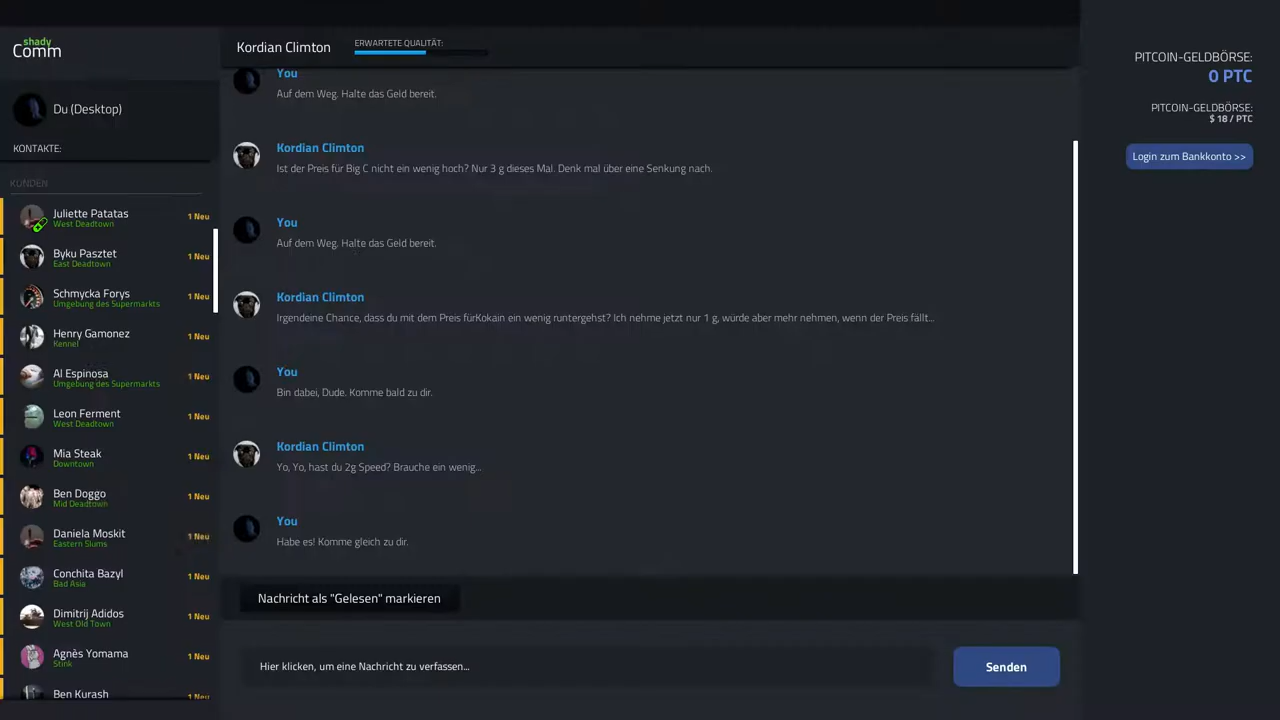 shady
Comm
Du (Desktop)
KONTAKTE:
KUNDEN
Juliette Patatas
West Deadtown
1 Neu
Byku Pasztet
East Deadtown
1 Neu
Schmycka Forys
Umgebung des Supermarkts
1 Neu
Henry Gamonez
Kennel
1 Neu
Al Espinosa
Umgebung des Supermarkts
1 Neu
Leon Ferment
West Deadtown
1 Neu
Mia Steak
Downtown
1 Neu
Ben Doggo
Mid Deadtown
1 Neu
Daniela Moskit
Eastern Slums
1 Neu
Conchita Bazyl
Bad Asia
1 Neu
Dimitrij Adidos
West Old Town
1 Neu
Agnès Yomama
Stink
1 Neu
Ben Kurash
1 Neu
Kordian Climton
ERWARTETE QUALITÄT:
You
Auf dem Weg. Halte das Geld bereit.
Kordian Climton
Ist der Preis für Big C nicht ein wenig hoch? Nur 3 g dieses Mal. Denk mal über eine Senkung nach.
You
Auf dem Weg. Halte das Geld bereit.
Kordian Climton
Irgendeine Chance, dass du mit dem Preis fürKokain ein wenig runtergehst? Ich nehme jetzt nur 1 g, würde aber mehr nehmen, wenn der Preis fällt...
You
Bin dabei, Dude. Komme bald zu dir.
Kordian Climton
Yo, Yo, hast du 2g Speed? Brauche ein wenig...
You
Habe es! Komme gleich zu dir.
Nachricht als "Gelesen" markieren
Hier klicken, um eine Nachricht zu verfassen...
Senden
PITCOIN-GELDBÖRSE:
0 PTC
PITCOIN-GELDBÖRSE:
$ 18 / PTC
Login zum Bankkonto >>